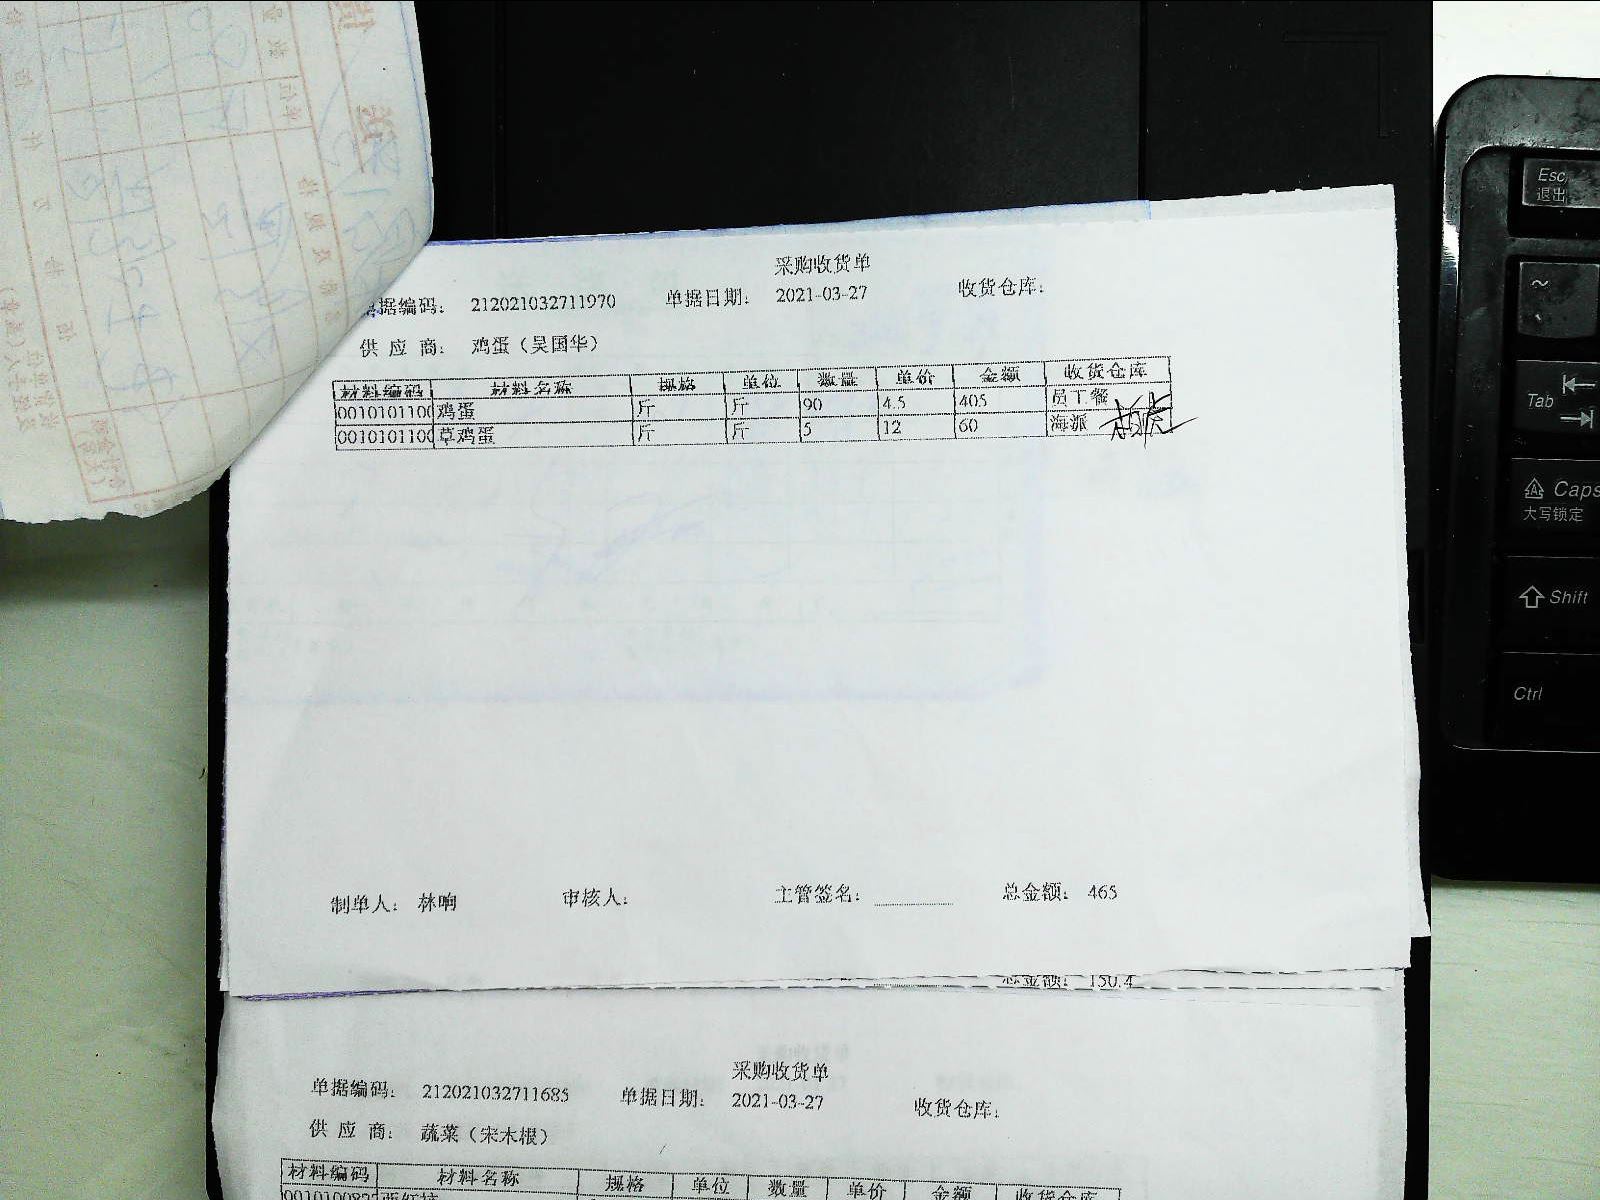 采购收货单
据编码： 212021032711970 单据日期： 2021-03-27 收货仓库：
供 应 商： 鸡蛋（吴国华）
材料编码 材料名称 规格 单位 数量 单价 金额 收货仓库
0010101100 鸡蛋 斤 斤 90 4.5 405 员工餐
0010101100 草鸡蛋 斤 斤 5 12 60 海派
制单人： 林响 审核人： 主管签名： 总金额： 465
总金额： 150.4
采购收货单
单据编码： 212021032711685 单据日期： 2021-03-27 收货仓库：
供 应 商： 蔬菜（宋木根）
材料编码 材料名称 规格 单位 数量 单价 金额 收货仓库
Esc
退出
~
Tab
Caps
大写锁定
Shift
Ctrl